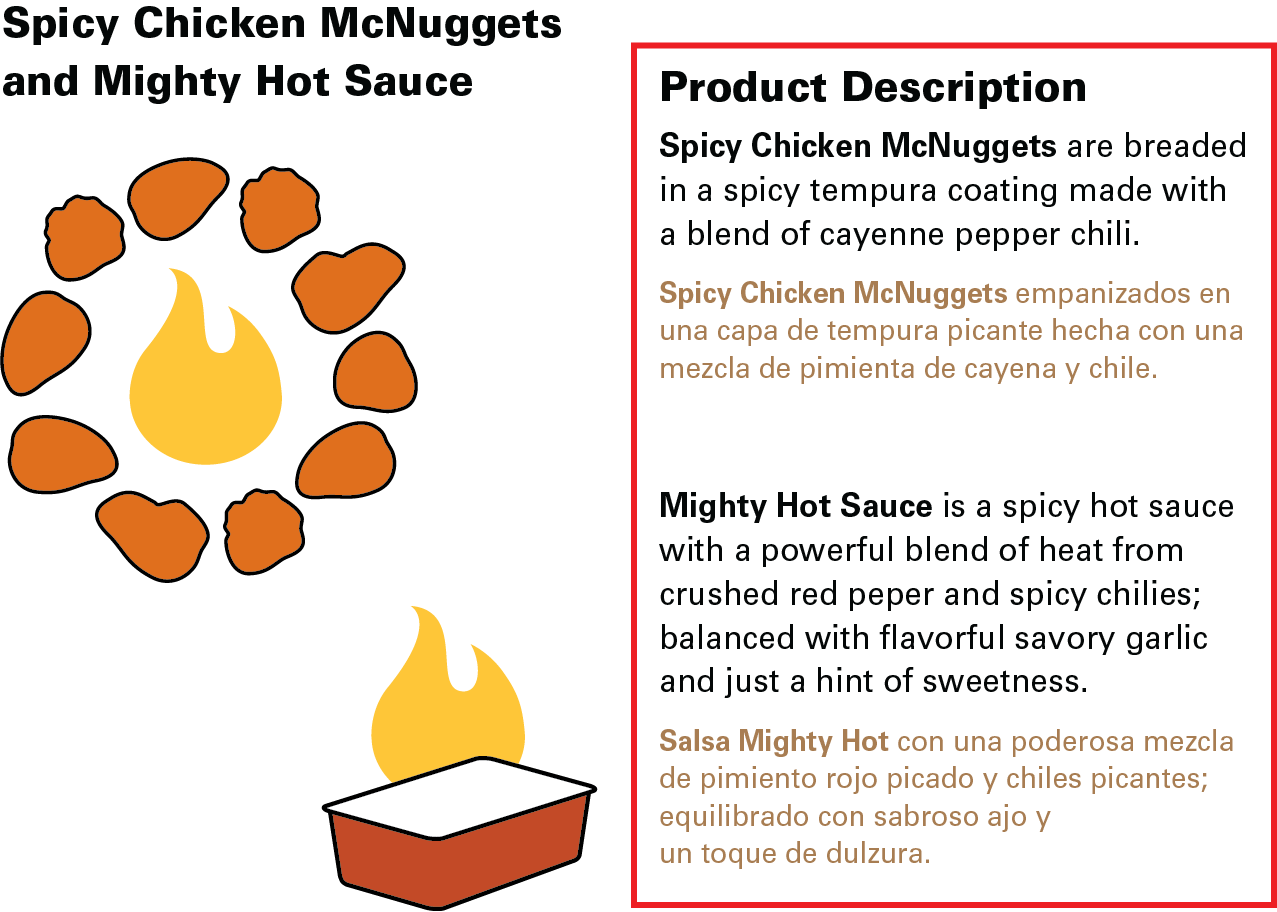 Spicy Chicken McNuggets
and Mighty Hot Sauce
Product Description
Spicy Chicken McNuggets are breaded
in a spicy tempura coating made with
a blend of cayenne pepper chili.
Spicy Chicken McNuggets empanizados en
una capa de tempura picante hecha con una
mezcla de pimienta de cayena y chile.
Mighty Hot Sauce is a spicy hot sauce
with a powerful blend of heat from
crushed red peper and spicy chilies;
balanced with flavorful savory garlic
and just a hint of sweetness.
Salsa Mighty Hot con una poderosa mezcla
de pimiento rojo picado y chiles picantes;
equilibrado con sabroso ajo y
un toque de dulzura.